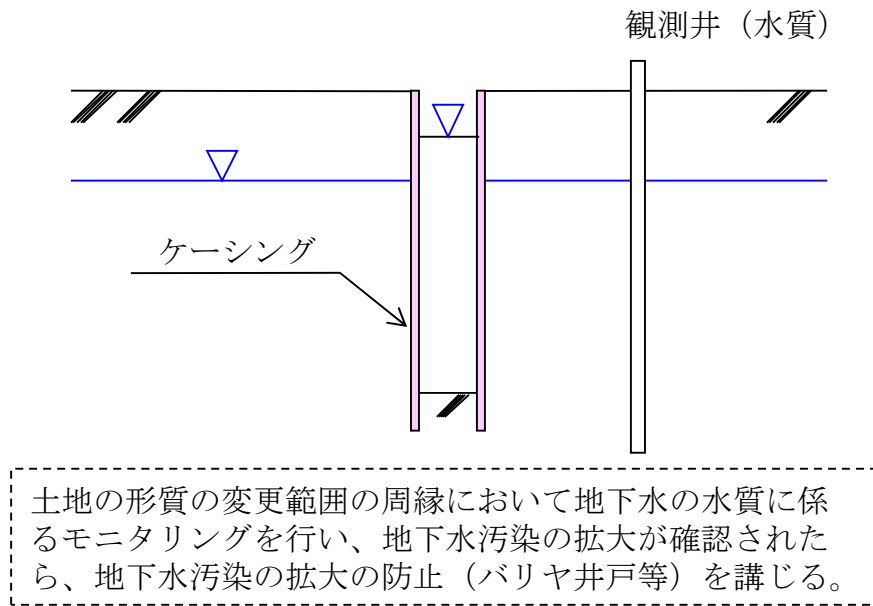 観測井（水質）
ケーシング
土地の形質の変更範囲の周縁において地下水の水質に係
るモニタリングを行い、地下水汚染の拡大が確認された
ら、地下水汚染の拡大の防止（バリヤ井戸等）を講じる。